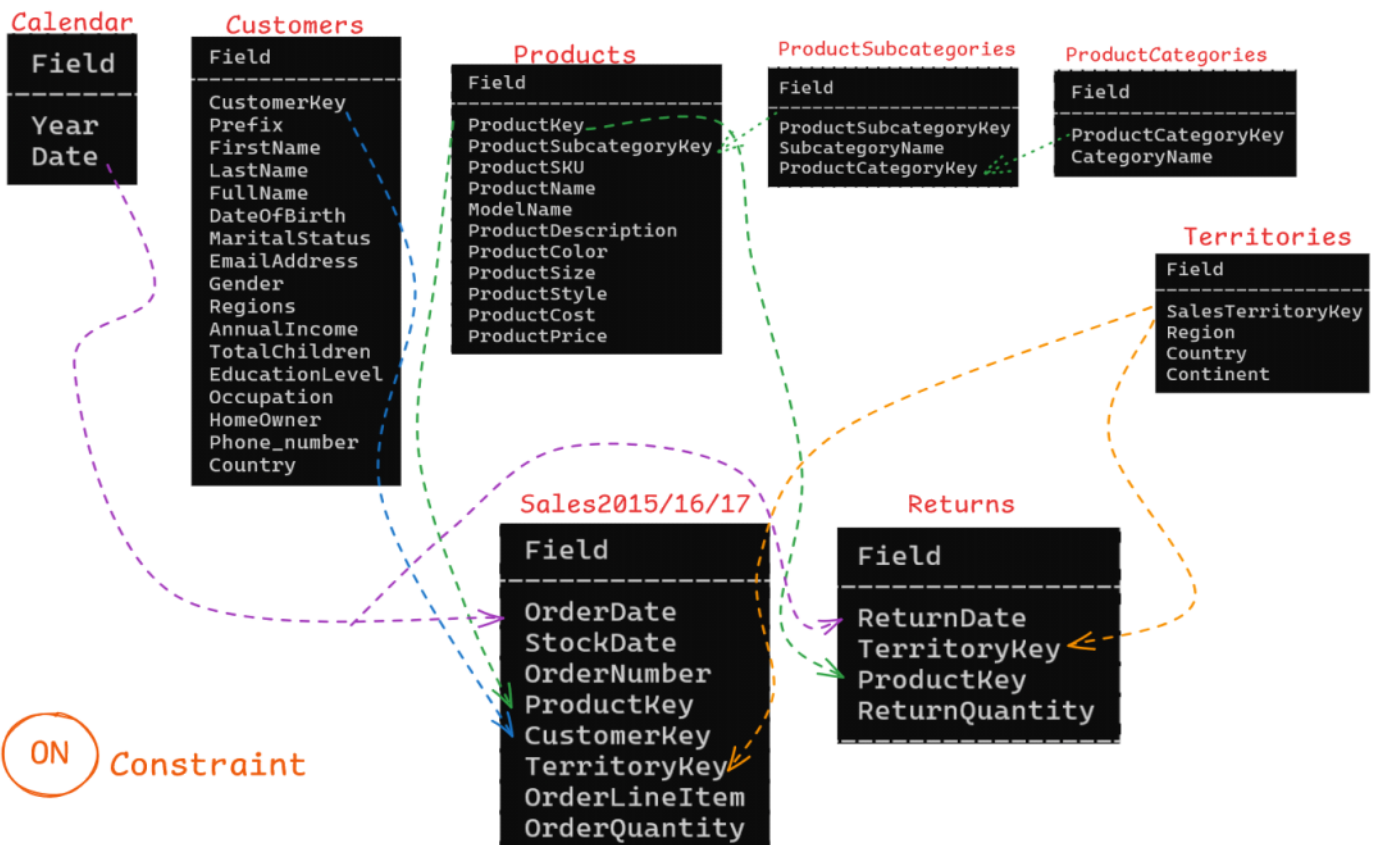 Calendar
Field
Year
Date
Customers
Field
CustomerKey
Prefix
FirstName
LastName
FullName
DateOfBirth
MaritalStatus
EmailAddress
Gender
Regions
AnnualIncome
TotalChildren
EducationLevel
Occupation
HomeOwner
Phone_number
Country
Products
Field
ProductKey
ProductSubcategoryKey
ProductSKU
ProductName
ModelName
ProductDescription
ProductColor
ProductSize
ProductStyle
ProductCost
ProductPrice
ProductSubcategories
Field
ProductSubcategoryKey
SubcategoryName
ProductCategoryKey
ProductCategories
Field
ProductCategoryKey
CategoryName
Territories
Field
SalesTerritoryKey
Region
Country
Continent
Sales2015/16/17
Field
OrderDate
StockDate
OrderNumber
ProductKey
CustomerKey
TerritoryKey
OrderLineItem
OrderQuantity
Returns
Field
ReturnDate
TerritoryKey
ProductKey
ReturnQuantity
ON
Constraint